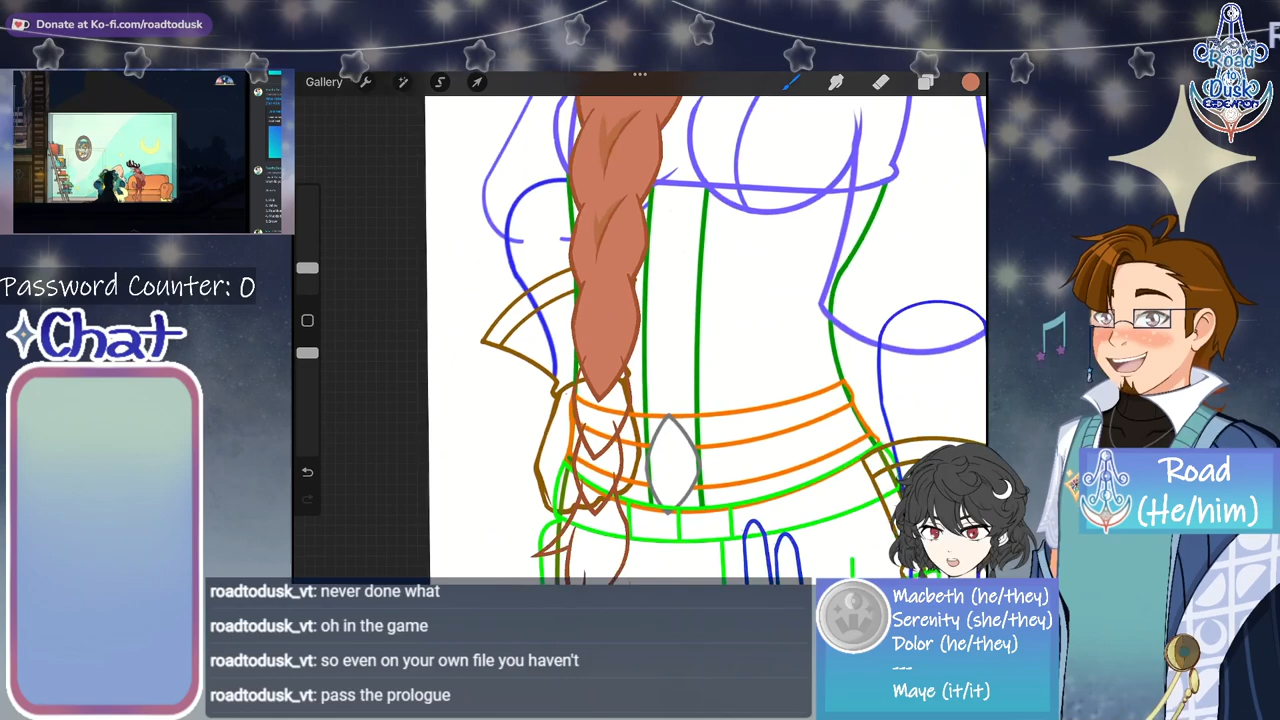 Donate at Ko-fi.com/roadtodusk
Road
to
Dusk
Gallery
Password Counter: 0
Chat
Road
(He/him)
roadtodusk_vt: never done what
roadtodusk_vt: oh in the game
roadtodusk_vt: so even on your own file you haven't
roadtodusk_vt: pass the prologue
Macbeth (he/they)
Serenity (she/they)
Dolor (he/they)
---
Maye (it/it)